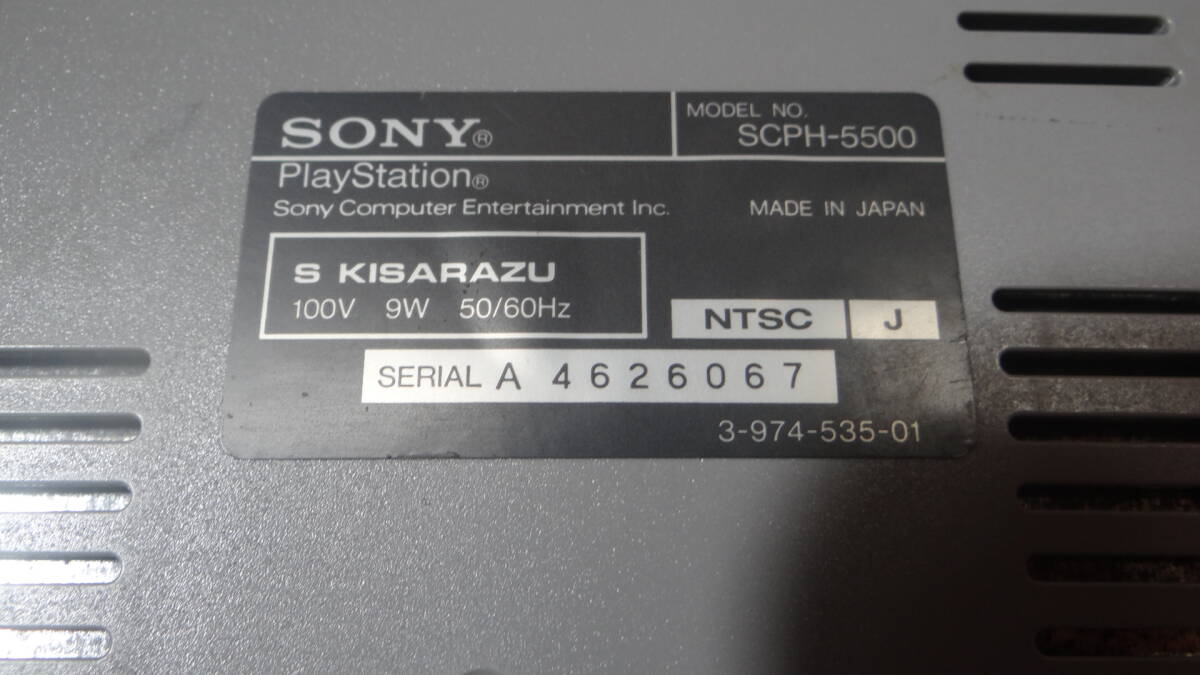 SONY®
MODEL NO.
SCPH-5500
PlayStation®
Sony Computer Entertainment Inc.
MADE IN JAPAN
S KISARAZU
100V 9W 50/60Hz
NTSC J
SERIAL A 4626067
3-974-535-01